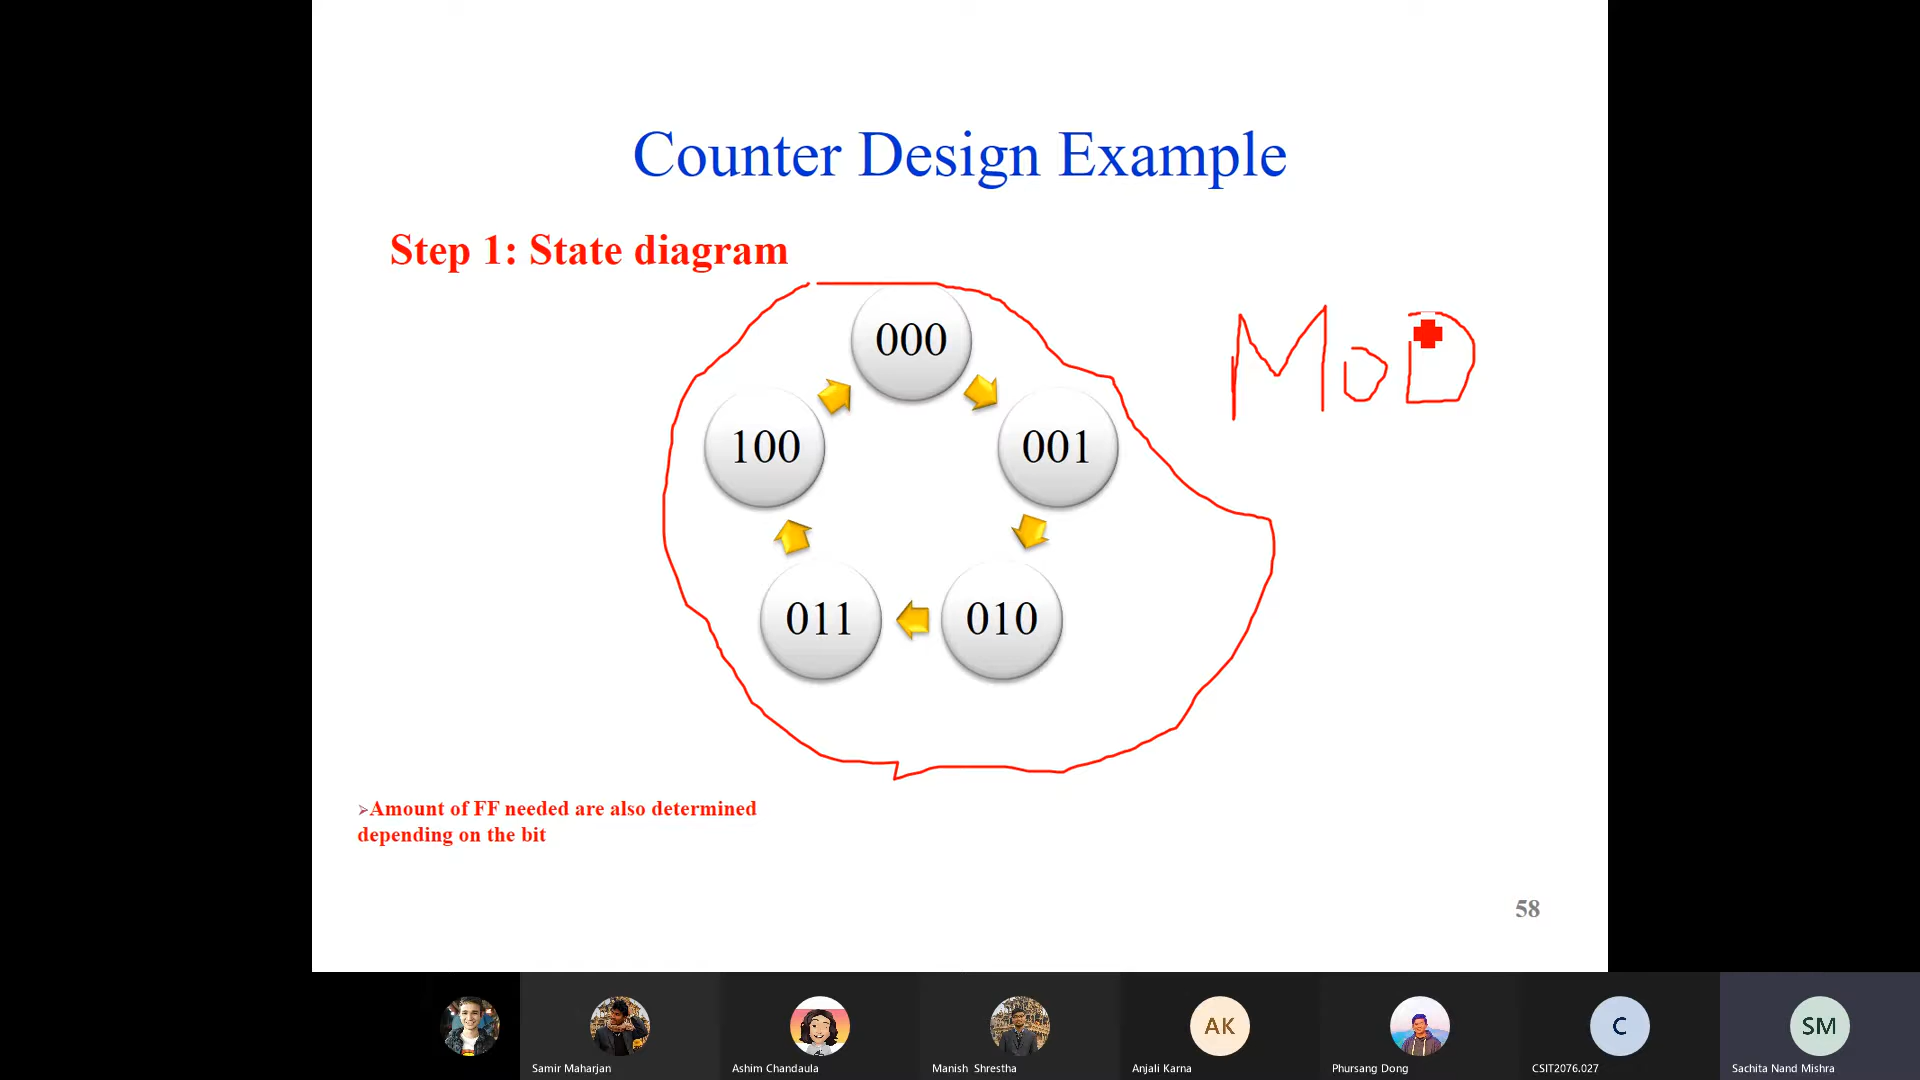 Counter Design Example
Step 1: State diagram
000
MOD
100
001
011
010
➢Amount of FF needed are also determined
depending on the bit
58
AK
C
SM
Samir Maharjan
Ashim Chandaula
Manish Shrestha
Anjali Karna
Phursang Dong
CSIT2076.027
Sachita Nand Mishra